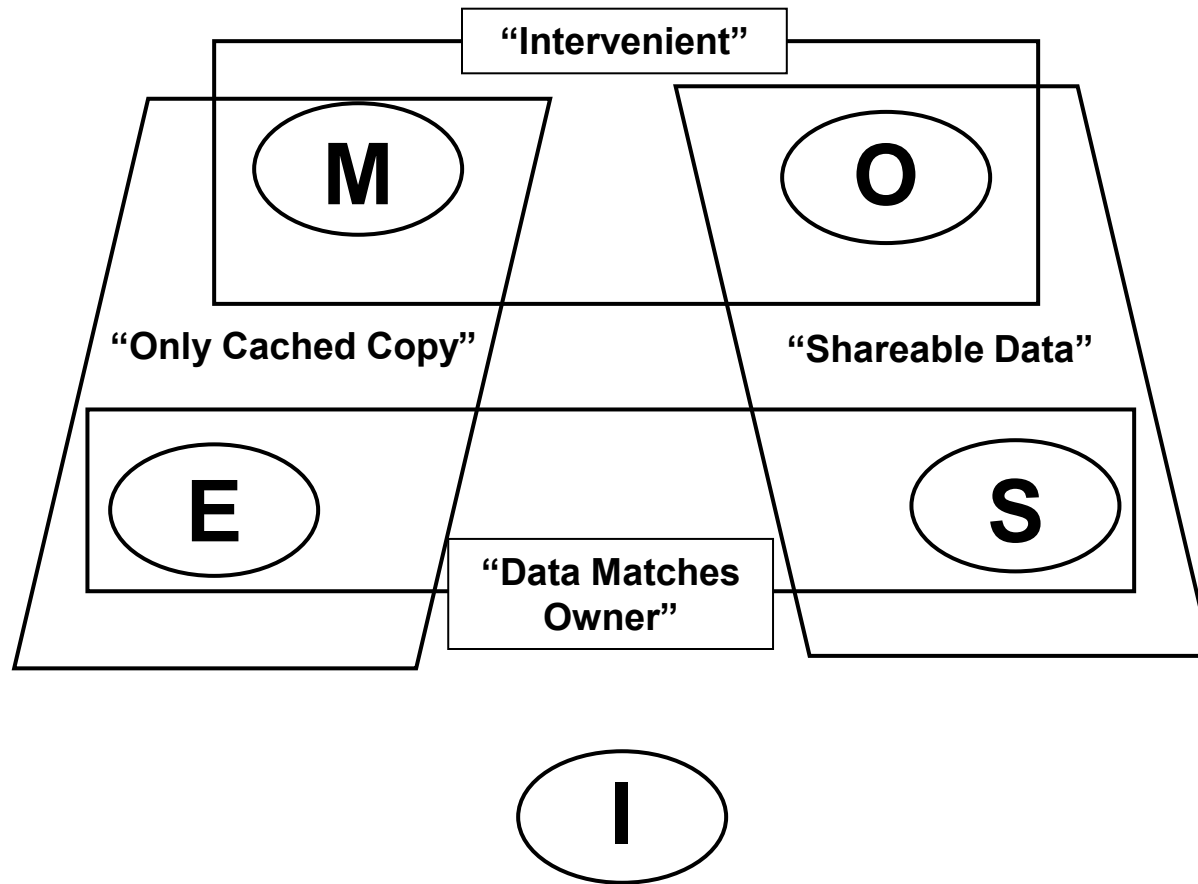 “Intervenient”
M
O
“Only Cached Copy”
“Shareable Data”
E
S
“Data Matches
Owner”
I